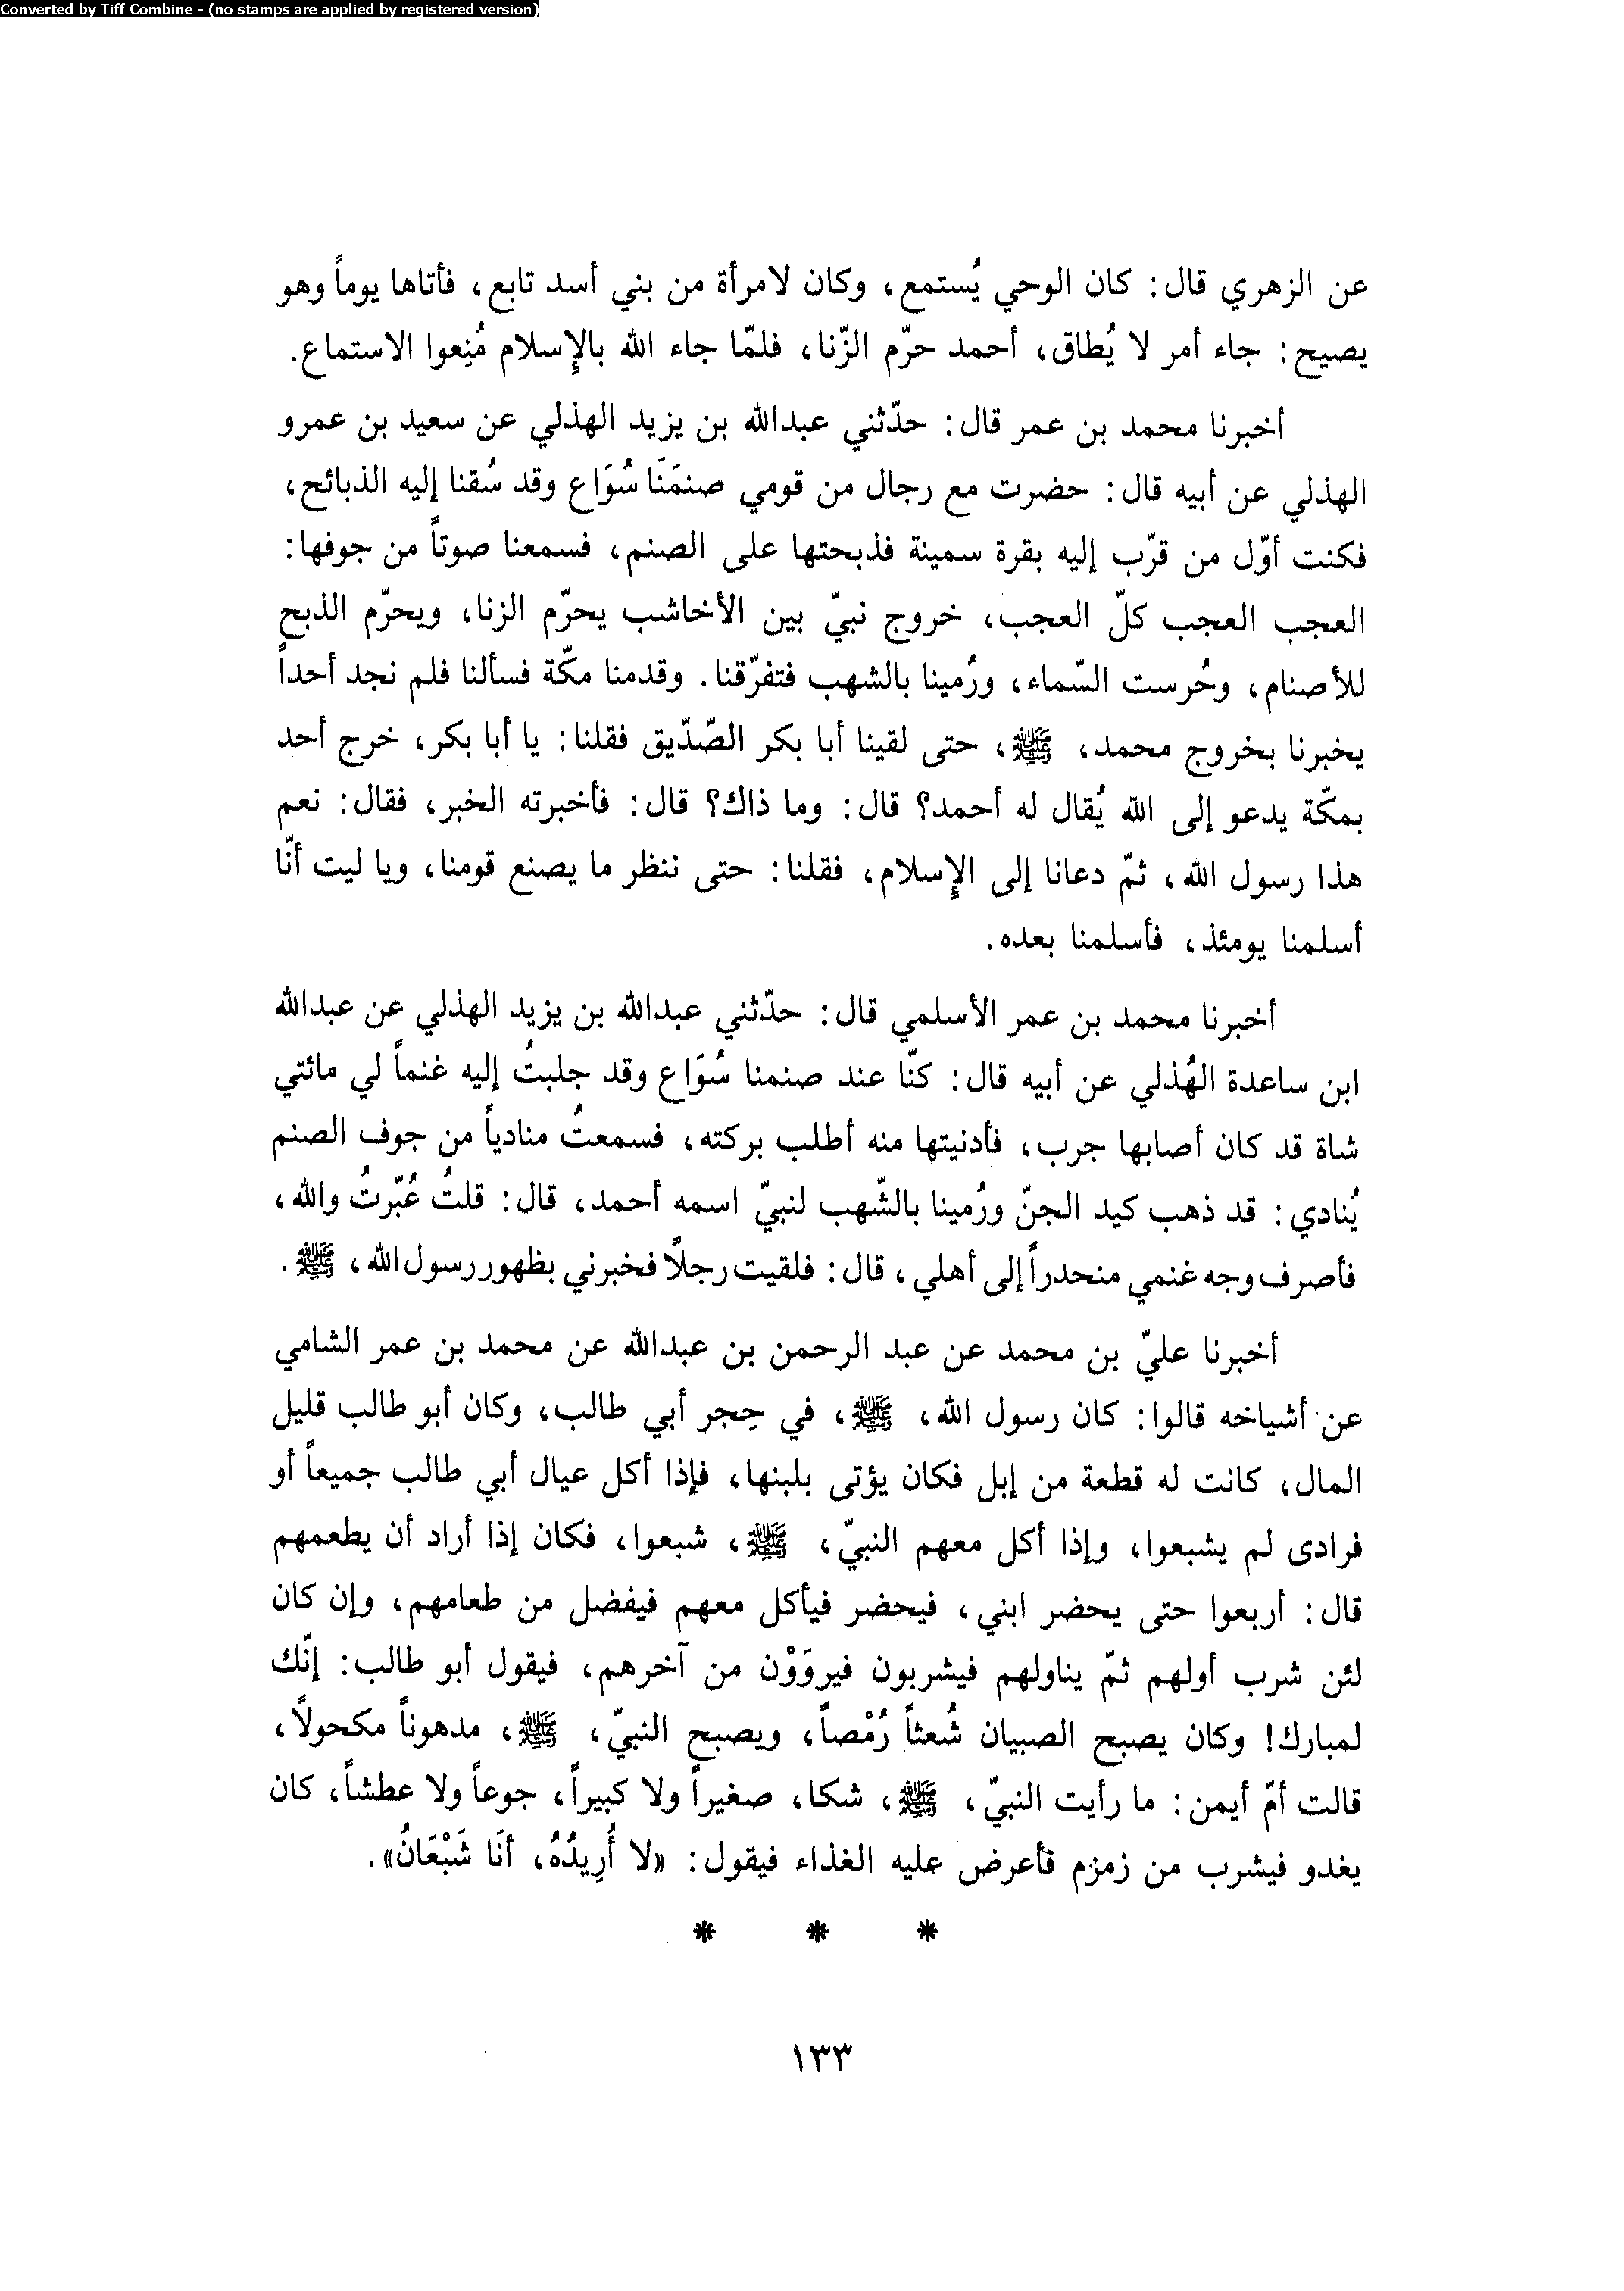 Converted by Tiff Combine - (no stamps are applied by registered version)
عن الزهري قال: كان الوحي يُستمع، وكان لامرأة من بني أسد تابع، فأتاها يوماً وهو
يصيح: جاء أمر لا يُطاق، أحمد حرّم الزّنا، فلمّا جاء الله بالإِسلام مُنِعوا الاستماع.
أخبرنا محمد بن عمر قال: حدّثني عبدالله بن يزيد الهذلي عن سعيد بن عمرو
الهذلي عن أبيه قال: حضرت مع رجال من قومي صنمَنَا سُوَاع وقد سُقنا إليه الذبائح،
فكنت أوّل من قرّب إليه بقرة سمينة فذبحتها على الصنم، فسمعنا صوتاً من جوفها:
العجب العجب كلّ العجب، خروج نبيّ بين الأخاشب يحرّم الزنا، ويحرّم الذبح
للأصنام، وحُرست السّماء، ورُمينا بالشهب فتفرّقنا. وقدمنا مكّة فسألنا فلم نجد أحداً
يخبرنا بخروج محمد، ﷺ، حتى لقينا أبا بكر الصّدّيق فقلنا: يا أبا بكر، خرج أحد
بمكّة يدعو إلى الله يُقال له أحمد؟ قال: وما ذاك؟ قال: فأخبرته الخبر، فقال: نعم
هذا رسول الله، ثمّ دعانا إلى الإِسلام، فقلنا: حتى ننظر ما يصنع قومنا، ويا ليت أنّا
أسلمنا يومئذ، فأسلمنا بعده.
أخبرنا محمد بن عمر الأسلمي قال: حدّثني عبدالله بن يزيد الهذلي عن عبدالله
ابن ساعدة الهُذلي عن أبيه قال: كنّا عند صنمنا سُوَاع وقد جلبتُ إليه غنماً لي مائتي
شاة قد كان أصابها جرب، فأدنيتها منه أطلب بركته، فسمعتُ منادياً من جوف الصنم
يُنادي: قد ذهب كيد الجنّ ورُمينا بالشّهب لنبيّ اسمه أحمد، قال: قلتُ عُبّرتُ والله،
فأصرف وجه غنمي منحدراً إلى أهلي، قال: فلقيت رجلاً فخبرني بظهور رسول الله، ﷺ.
أخبرنا عليّ بن محمد عن عبد الرحمن بن عبدالله عن محمد بن عمر الشامي
عن أشياخه قالوا: كان رسول الله، ﷺ، في حِجر أبي طالب، وكان أبو طالب قليل
المال، كانت له قطعة من إبل فكان يؤتى بلبنها، فإذا أكل عيال أبي طالب جميعاً أو
فرادى لم يشبعوا، وإذا أكل معهم النبيّ، ﷺ، شبعوا، فكان إذا أراد أن يطعمهم
قال: أربعوا حتى يحضر ابني، فيحضر فيأكل معهم فيفضل من طعامهم، وإن كان
لئن شرب أولهم ثمّ يناولهم فيشربون فيروَوْن من آخرهم، فيقول أبو طالب: إنّك
لمبارك! وكان يصبح الصبيان شُعثاً رُمْصاً، ويصبح النبيّ، ﷺ، مدهوناً مكحولاً،
قالت أمّ أيمن: ما رأيت النبيّ، ﷺ، شكا، صغيراً ولا كبيراً، جوعاً ولا عطشاً، كان
يغدو فيشرب من زمزم فأعرض عليه الغذاء فيقول: «لا أُرِيدُهُ، أنَا شَبْعَانُ».
* * *
١٣٣